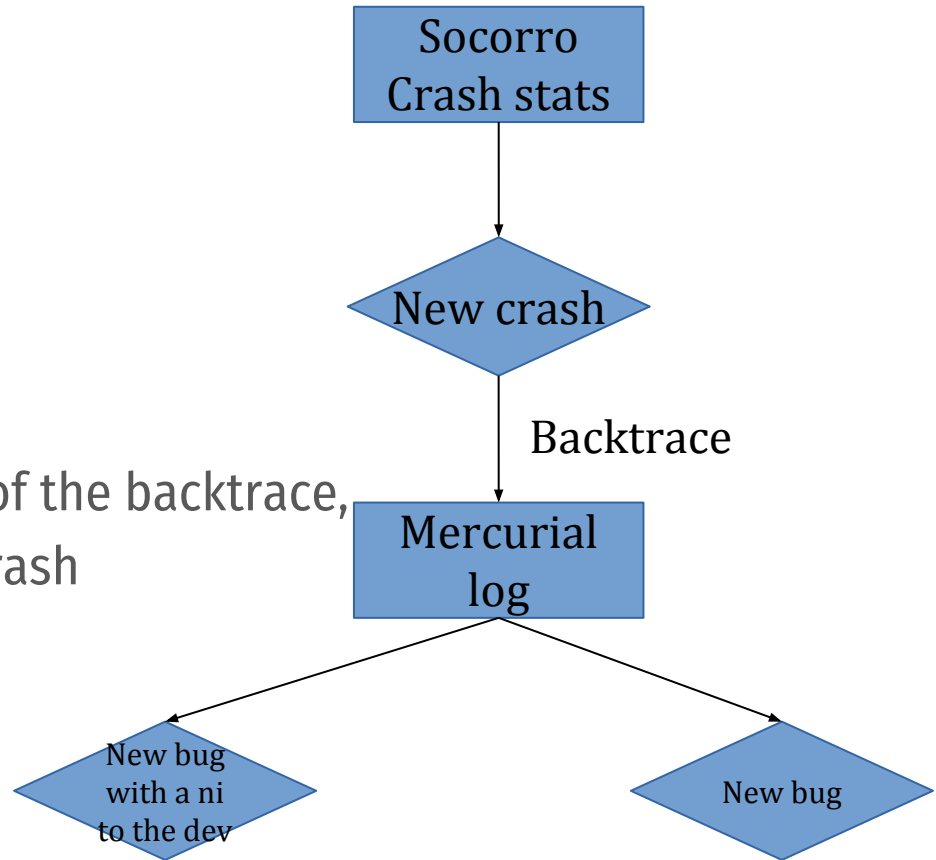 Socorro
Crash stats
New crash
Backtrace
of the backtrace,
rash
Mercurial
log
New bug
with a ni
to the dev
New bug